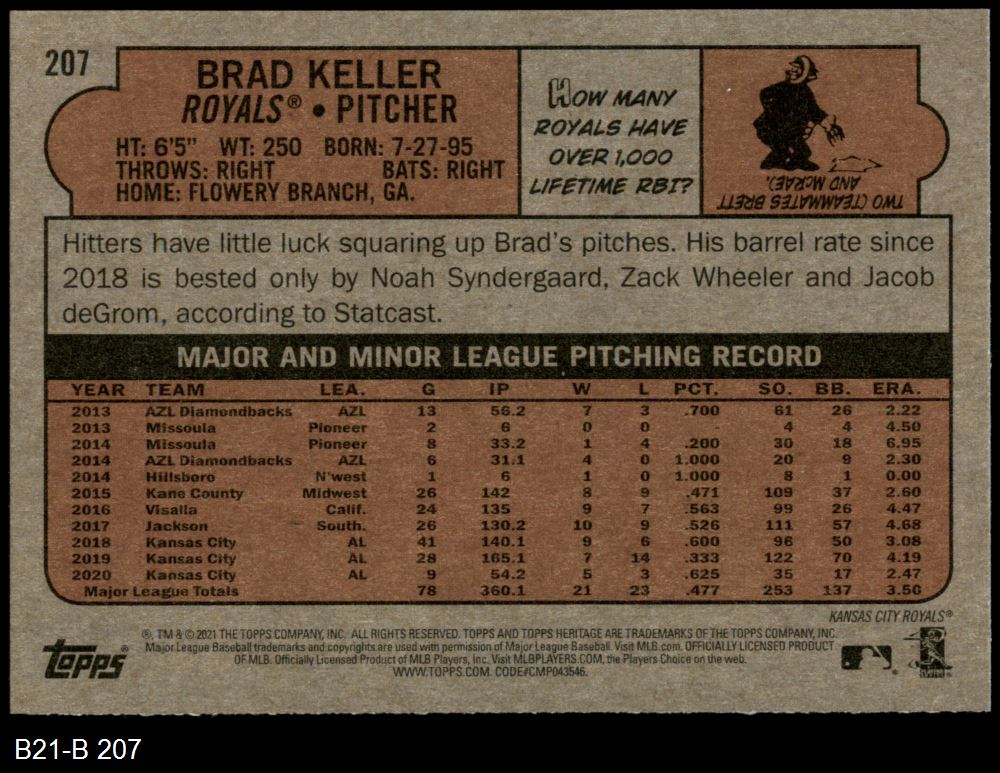 207
BRAD KELLER
ROYALS® • PITCHER
HT: 6'5" WT: 250 BORN: 7-27-95
THROWS: RIGHT BATS: RIGHT
HOME: FLOWERY BRANCH, GA.
HOW MANY
ROYALS HAVE
OVER 1,000
LIFETIME RBI?
TWO (TEAMMATES BRETT
AND McRAE).
Hitters have little luck squaring up Brad's pitches. His barrel rate since
2018 is bested only by Noah Syndergaard, Zack Wheeler and Jacob
deGrom, according to Statcast.
MAJOR AND MINOR LEAGUE PITCHING RECORD
YEAR TEAM LEA. G IP W L PCT. SO. BB. ERA.
2013 AZL Diamondbacks AZL 13 56.2 7 3 .700 61 26 2.22
2013 Missoula Pioneer 2 6 0 0 - 4 4 4.50
2014 Missoula Pioneer 8 33.2 1 4 .200 30 18 6.95
2014 AZL Diamondbacks AZL 6 31.1 4 0 1.000 20 9 2.30
2014 Hillsboro N'west 1 6 1 0 1.000 8 1 0.00
2015 Kane County Midwest 26 142 8 9 .471 109 37 2.60
2016 Visalia Calif. 24 135 9 7 .563 99 26 4.47
2017 Jackson South. 26 130.2 10 9 .526 111 57 4.68
2018 Kansas City AL 41 140.1 9 6 .600 96 50 3.08
2019 Kansas City AL 28 165.1 7 14 .333 122 70 4.19
2020 Kansas City AL 9 54.2 5 3 .625 35 17 2.47
Major League Totals 78 360.1 21 23 .477 253 137 3.50
KANSAS CITY ROYALS®
®, TM & © 2021 THE TOPPS COMPANY, INC. ALL RIGHTS RESERVED. TOPPS AND TOPPS HERITAGE ARE TRADEMARKS OF THE TOPPS COMPANY, INC.
Major League Baseball trademarks and copyrights are used with permission of Major League Baseball. Visit MLB.com. OFFICIALLY LICENSED PRODUCT
OF MLB. Officially Licensed Product of MLB Players, Inc. Visit MLBPLAYERS.COM, the Players Choice on the web.
WWW.TOPPS.COM. CODE#CMP043546.
topps®
B21-B 207